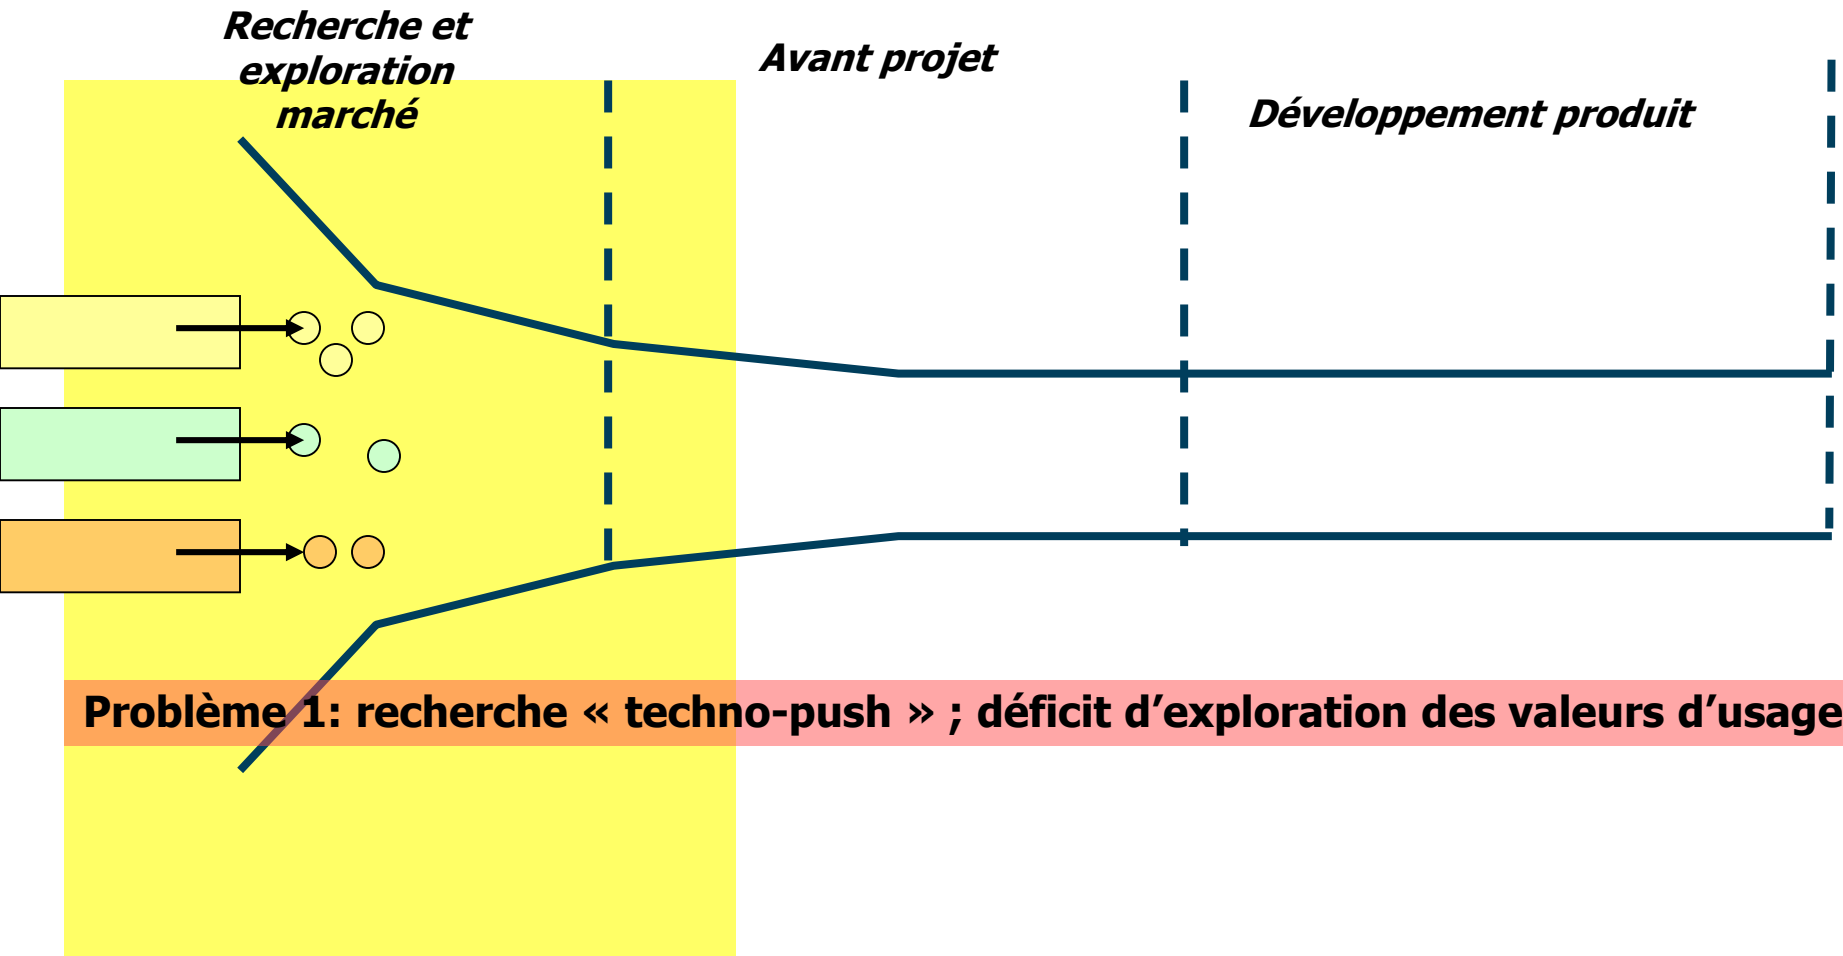 Recherche et
exploration
marché
Avant projet
Développement produit
Problème 1: recherche « techno-push » ; déficit d’exploration des valeurs d’usage